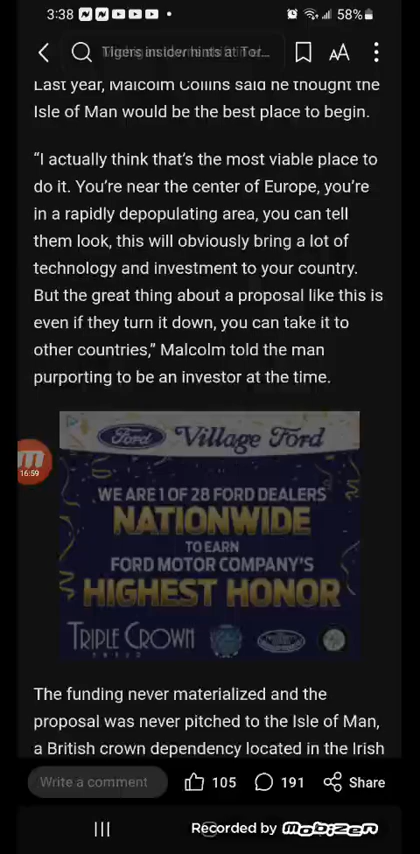 3:38
58%
Last year, Malcolm Collins said he thought the
Isle of Man would be the best place to begin.
“I actually think that’s the most viable place to
do it. You’re near the center of Europe, you’re
in a rapidly depopulating area, you can tell
them look, this will obviously bring a lot of
technology and investment to your country.
But the great thing about a proposal like this is
even if they turn it down, you can take it to
other countries,” Malcolm told the man
purporting to be an investor at the time.
Ford Village Ford
16:59
WE ARE 1 OF 28 FORD DEALERS
NATIONWIDE
TO EARN
FORD MOTOR COMPANY'S
HIGHEST HONOR
TRIPLE CROWN
The funding never materialized and the
proposal was never pitched to the Isle of Man,
a British crown dependency located in the Irish
Write a comment 105 191 Share
Recorded by mobizen